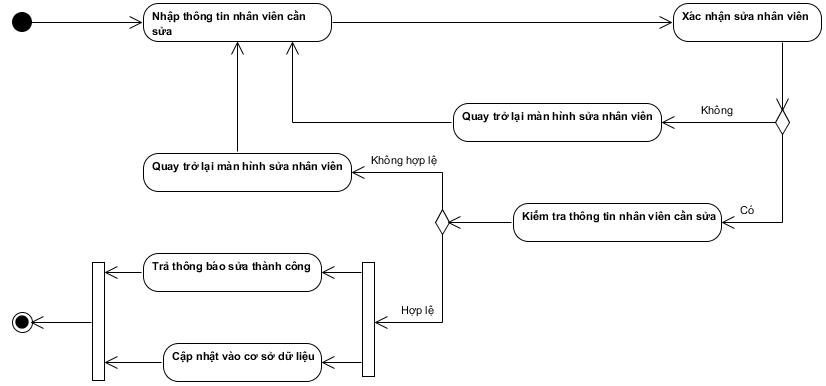 Nhập thông tin nhân viên cần
sửa
Xác nhận sửa nhân viên
Quay trở lại màn hình sửa nhân viên
Không
Quay trở lại màn hình sửa nhân viên
Không hợp lệ
Kiểm tra thông tin nhân viên cần sửa
Có
Trả thông báo sửa thành công
Hợp lệ
Cập nhật vào cơ sở dữ liệu